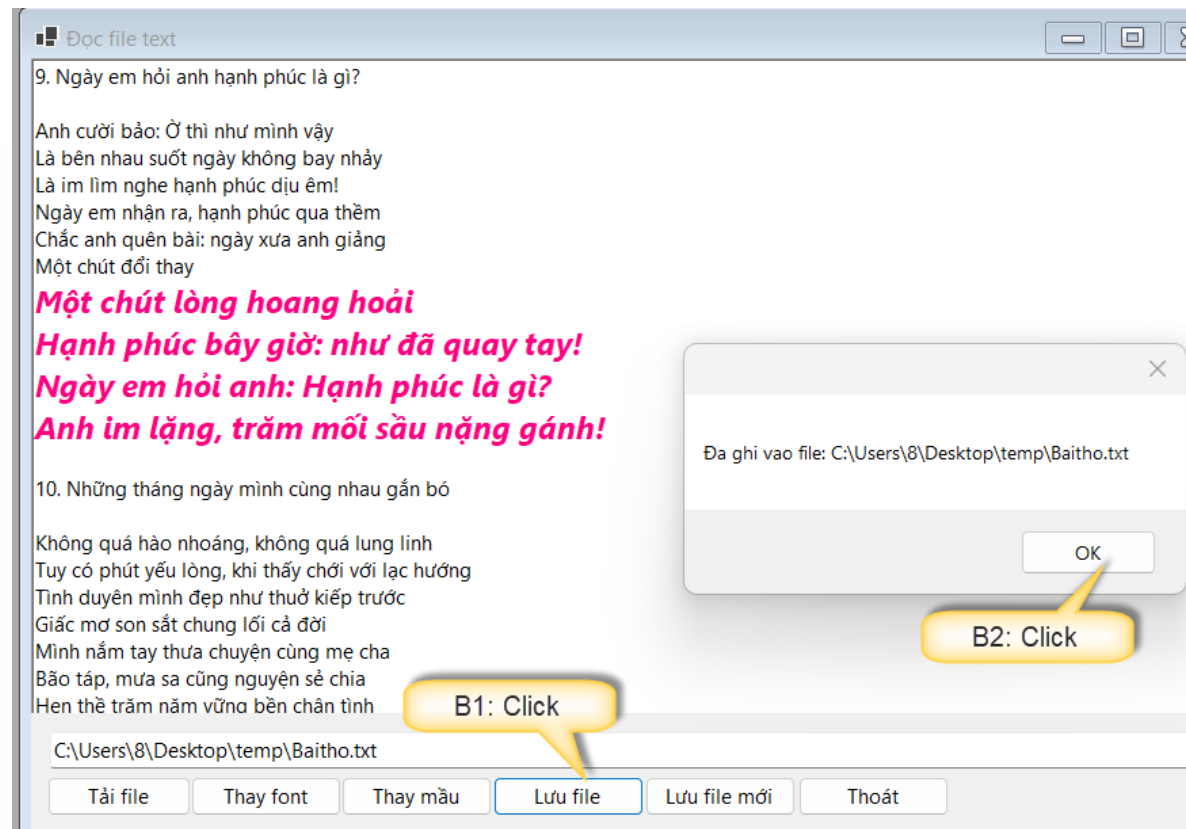 Đọc file text
9. Ngày em hỏi anh hạnh phúc là gì?
Anh cười bảo: Ờ thì như mình vậy
Là bên nhau suốt ngày không bay nhảy
Là im lìm nghe hạnh phúc dịu êm!
Ngày em nhận ra, hạnh phúc qua thềm
Chắc anh quên bài: ngày xưa anh giảng
Một chút đổi thay
Một chút lòng hoang hoải
Hạnh phúc bây giờ: như đã quay tay!
Ngày em hỏi anh: Hạnh phúc là gì?
Anh im lặng, trăm mối sầu nặng gánh!
10. Những tháng ngày mình cùng nhau gắn bó
Không quá hào nhoáng, không quá lung linh
Tuy có phút yếu lòng, khi thấy chới với lạc hướng
Tình duyên mình đẹp như thuở kiếp trước
Giấc mơ son sắt chung lối cả đời
Mình nắm tay thưa chuyện cùng mẹ cha
Bão táp, mưa sa cũng nguyện sẻ chia
Hẹn thề trăm năm vững bền chân tình
Đa ghi vao file: C:\Users\8\Desktop\temp\Baitho.txt
OK
B2: Click
B1: Click
C:\Users\8\Desktop\temp\Baitho.txt
Tải file
Thay font
Thay mầu
Lưu file
Lưu file mới
Thoát